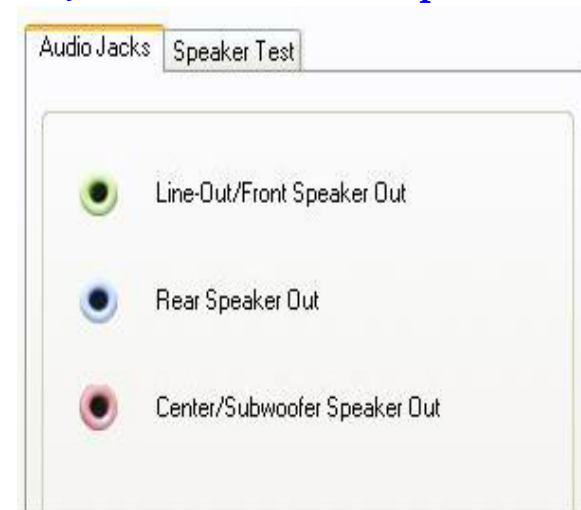 Audio Jacks Speaker Test
Line-Out/Front Speaker Out
Rear Speaker Out
Center/Subwoofer Speaker Out